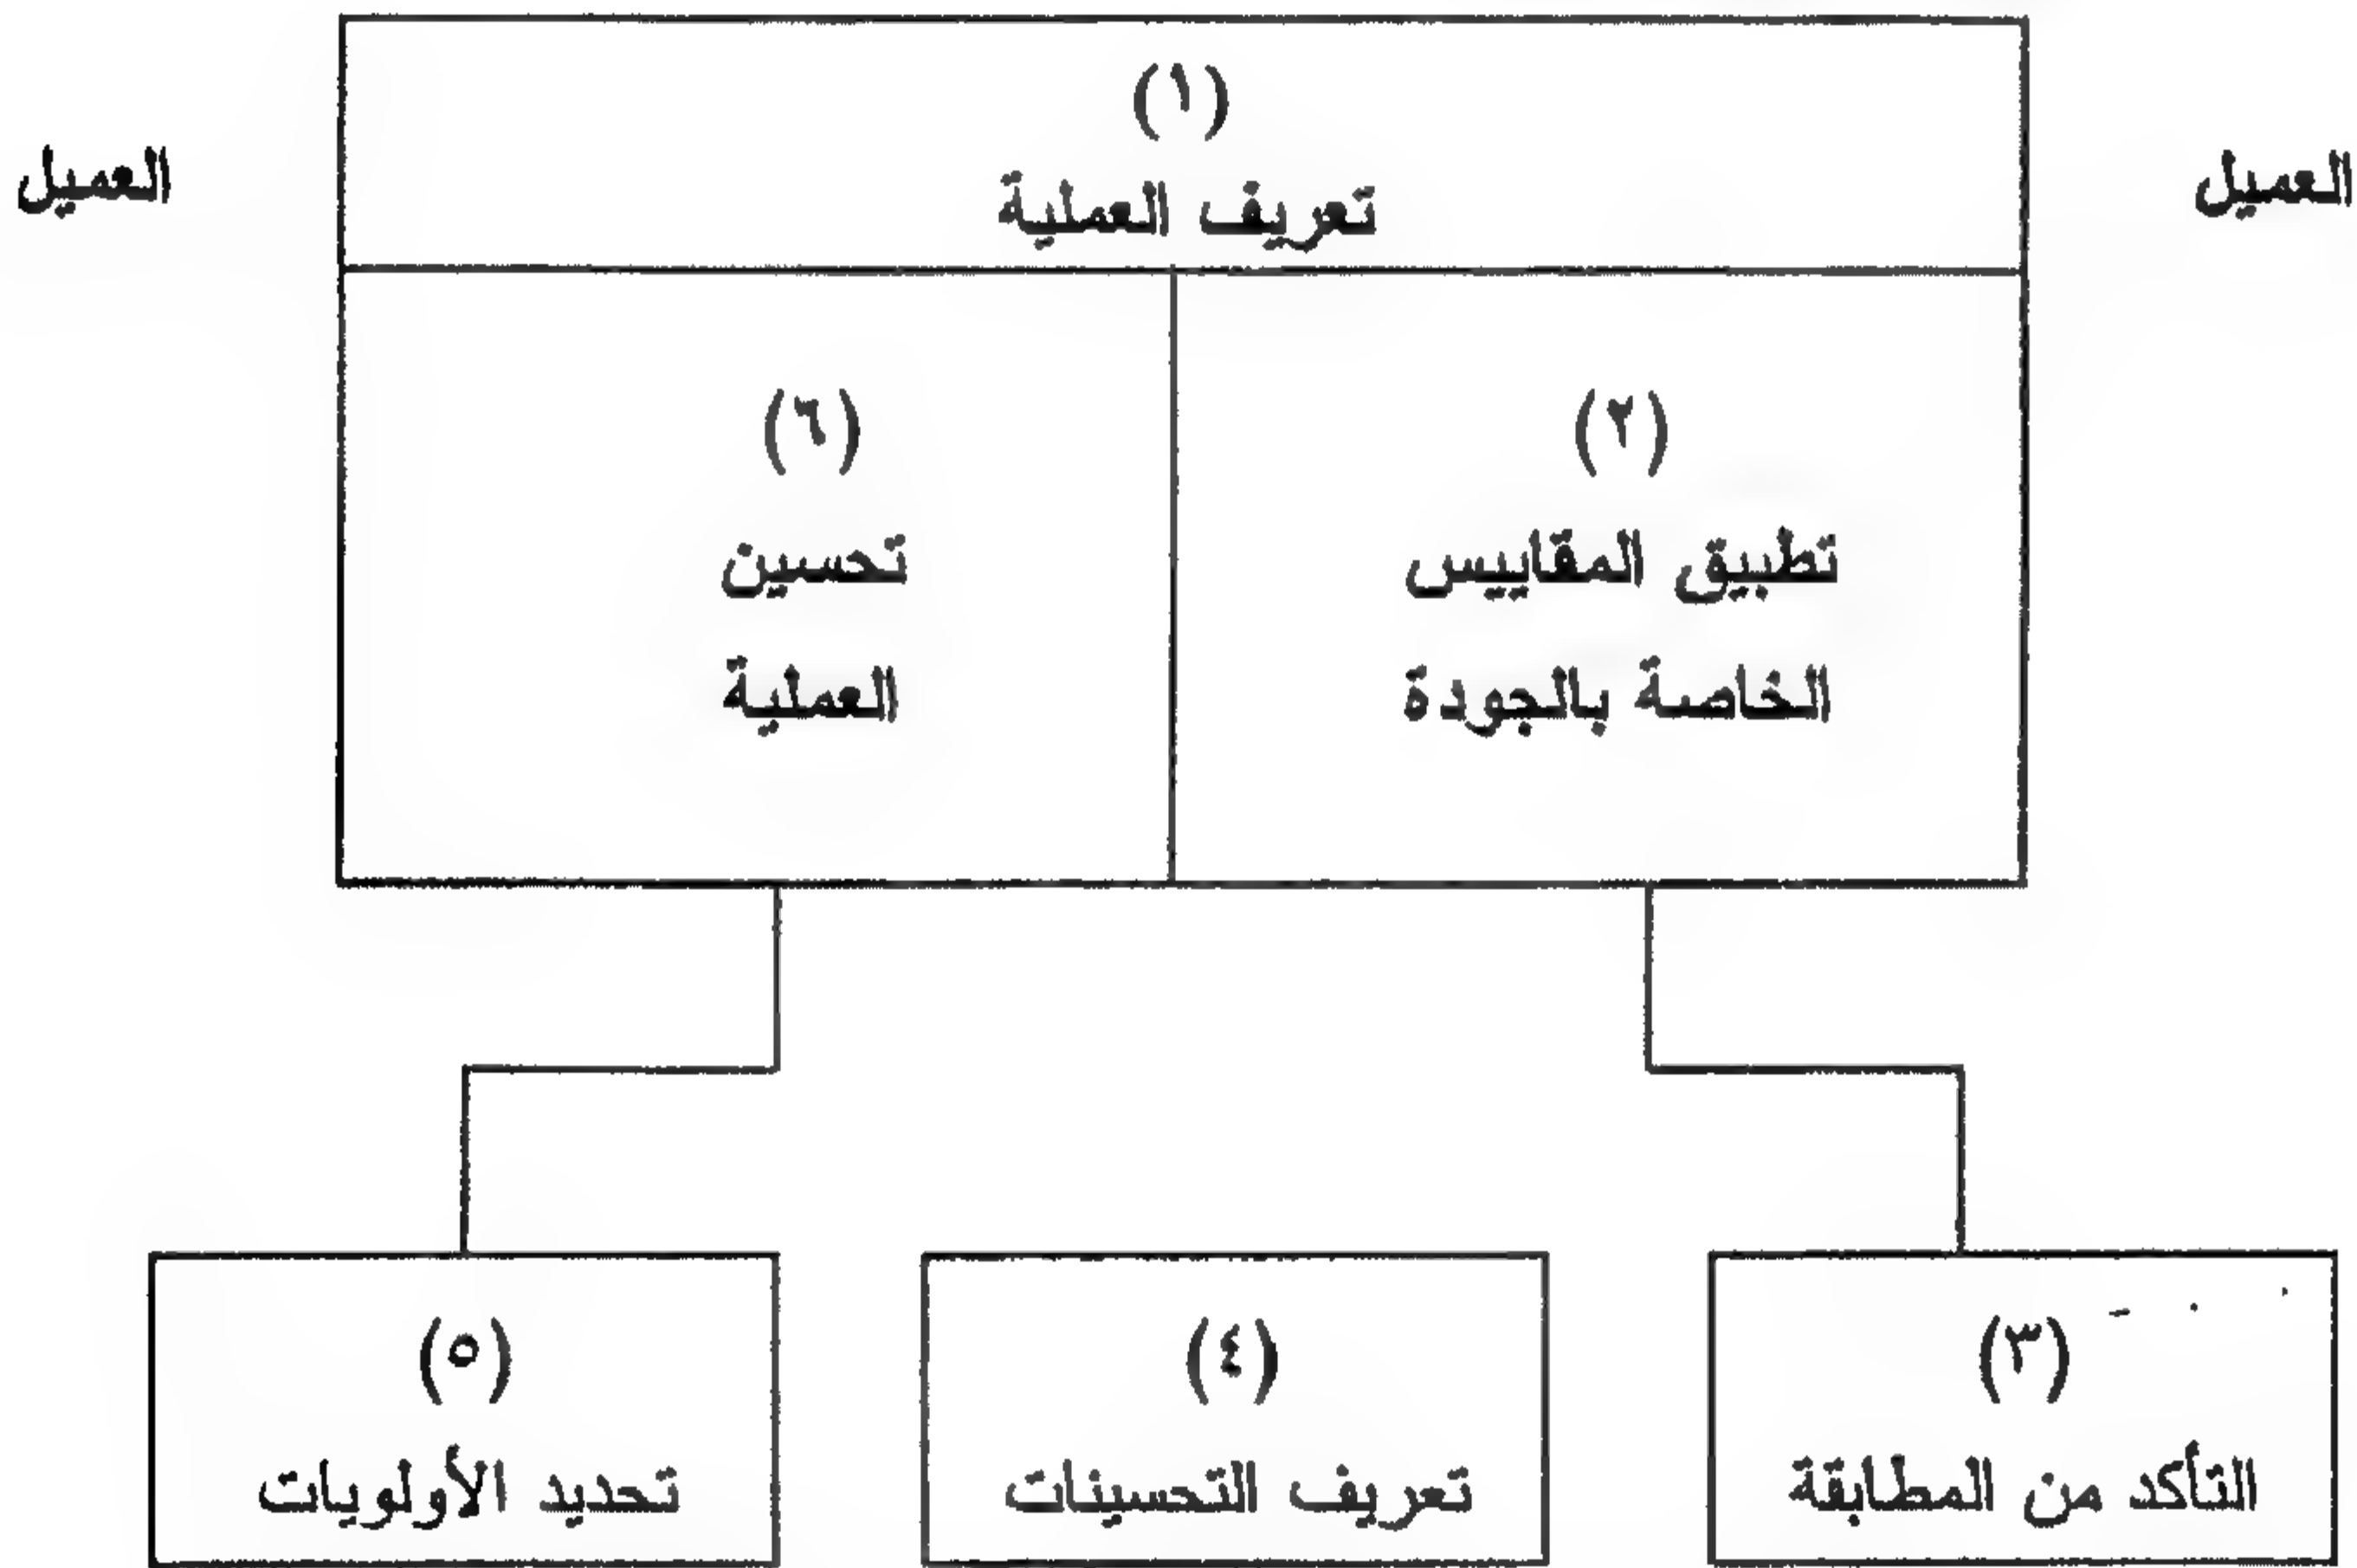 (١)
العميل
تعريف العملية
العميل
(٢)
تطبيق المقاييس
الخاصة بالجودة
(٦)
تحسين
العملية
(٣)
التأكد من المطابقة
(٤)
تعريف التحسينات
(٥)
تحديد الأولويات